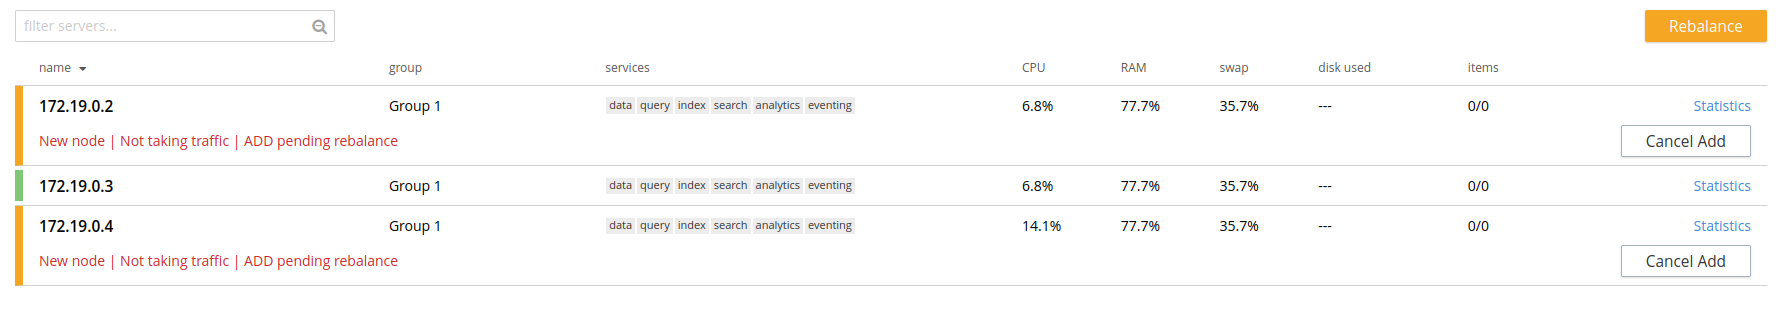 filter servers... Rebalance
name group services CPU RAM swap disk used items
172.19.0.2 Group 1 data query index search analytics eventing 6.8% 77.7% 35.7% --- 0/0 Statistics
New node | Not taking traffic | ADD pending rebalance Cancel Add
172.19.0.3 Group 1 data query index search analytics eventing 6.8% 77.7% 35.7% --- 0/0 Statistics
172.19.0.4 Group 1 data query index search analytics eventing 14.1% 77.7% 35.7% --- 0/0 Statistics
New node | Not taking traffic | ADD pending rebalance Cancel Add